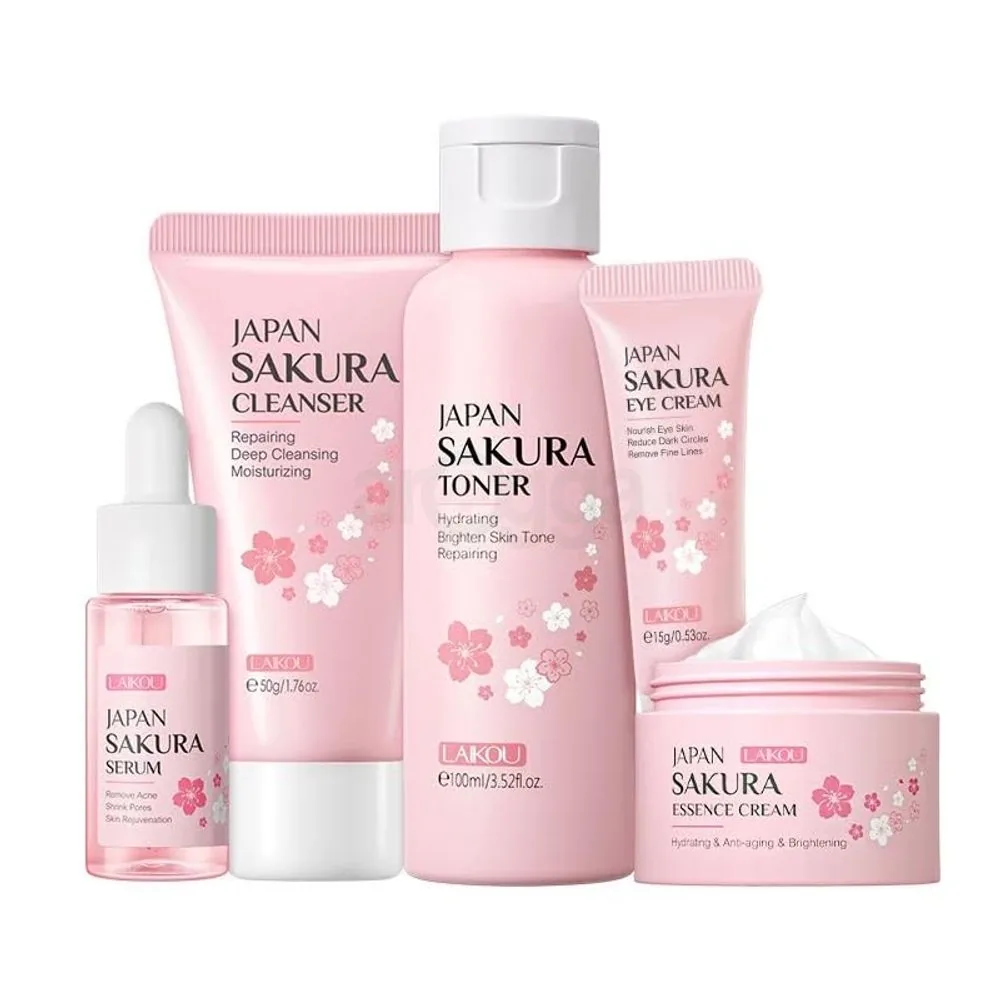 JAPAN
SAKURA
CLEANSER
Repairing
Deep Cleansing
Moisturizing
LAIKOU
℮50g/1.76oz.
JAPAN
SAKURA
TONER
Hydrating
Brighten Skin Tone
Repairing
LAIKOU
℮100ml/3.52fl.oz.
JAPAN
SAKURA
EYE CREAM
Nourish Eye Skin
Reduce Dark Circles
Remove Fine Lines
LAIKOU
℮15g/0.53oz.
LAIKOU
JAPAN
SAKURA
SERUM
Remove Acne
Shrink Pores
Skin Rejuvenation
JAPAN LAIKOU
SAKURA
ESSENCE CREAM
Hydrating & Anti-aging & Brightening